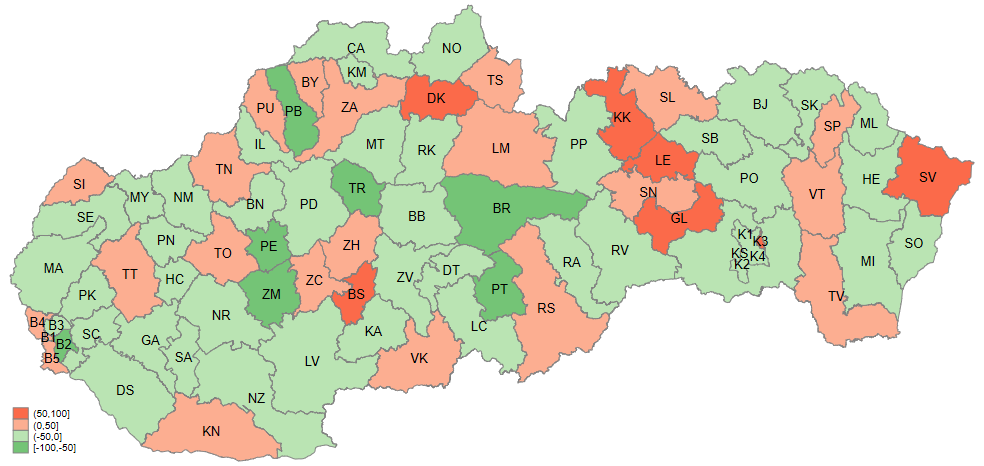 CA
NO
KM
BY
TS
PU
PB
ZA
DK
SL
BJ
SK
SP
ML
KK
IL
MT
RK
LM
PP
SB
LE
TN
TR
SN
PO
HE
SV
SI
MY
NM
BN
PD
VT
SE
BB
BR
GL
PN
PE
ZH
K1
K3
SO
MA
TT
TO
RV
KS
K4
MI
HC
ZC
ZV
DT
RA
K2
PK
ZM
BS
PT
TV
B4
B3
NR
RS
SC
KA
LC
B1
B2
GA
B5
SA
LV
VK
DS
NZ
KN
(50,100]
(0,50]
(-50,0]
[-100,-50]